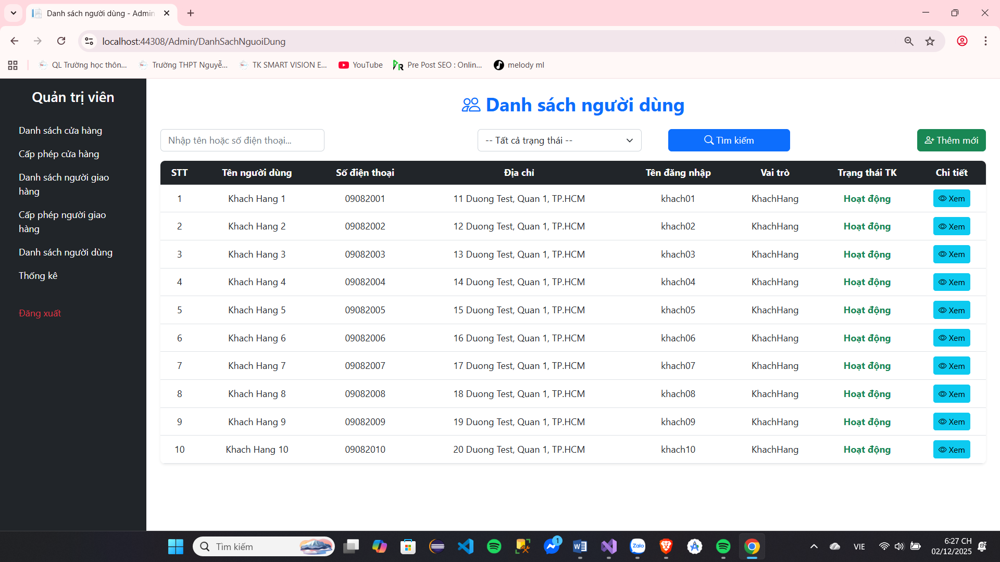 Danh sách người dùng - Admin
localhost:44308/Admin/DanhSachNguoiDung
QL Trường học thôn... Trường THPT Nguyễ... TK SMART VISION E... YouTube Pre Post SEO : Onlin... melody ml
Quản trị viên
Danh sách cửa hàng
Cấp phép cửa hàng
Danh sách người giao
hàng
Cấp phép người giao
hàng
Danh sách người dùng
Thống kê
Đăng xuất
Danh sách người dùng
Nhập tên hoặc số điện thoại... -- Tất cả trạng thái -- Tìm kiếm Thêm mới
STT Tên người dùng Số điện thoại Địa chỉ Tên đăng nhập Vai trò Trạng thái TK Chi tiết
1 Khach Hang 1 09082001 11 Duong Test, Quan 1, TP.HCM khach01 KhachHang Hoạt động Xem
2 Khach Hang 2 09082002 12 Duong Test, Quan 1, TP.HCM khach02 KhachHang Hoạt động Xem
3 Khach Hang 3 09082003 13 Duong Test, Quan 1, TP.HCM khach03 KhachHang Hoạt động Xem
4 Khach Hang 4 09082004 14 Duong Test, Quan 1, TP.HCM khach04 KhachHang Hoạt động Xem
5 Khach Hang 5 09082005 15 Duong Test, Quan 1, TP.HCM khach05 KhachHang Hoạt động Xem
6 Khach Hang 6 09082006 16 Duong Test, Quan 1, TP.HCM khach06 KhachHang Hoạt động Xem
7 Khach Hang 7 09082007 17 Duong Test, Quan 1, TP.HCM khach07 KhachHang Hoạt động Xem
8 Khach Hang 8 09082008 18 Duong Test, Quan 1, TP.HCM khach08 KhachHang Hoạt động Xem
9 Khach Hang 9 09082009 19 Duong Test, Quan 1, TP.HCM khach09 KhachHang Hoạt động Xem
10 Khach Hang 10 09082010 20 Duong Test, Quan 1, TP.HCM khach10 KhachHang Hoạt động Xem
Tìm kiếm 1 Zalo VIE 6:27 CH
02/12/2025